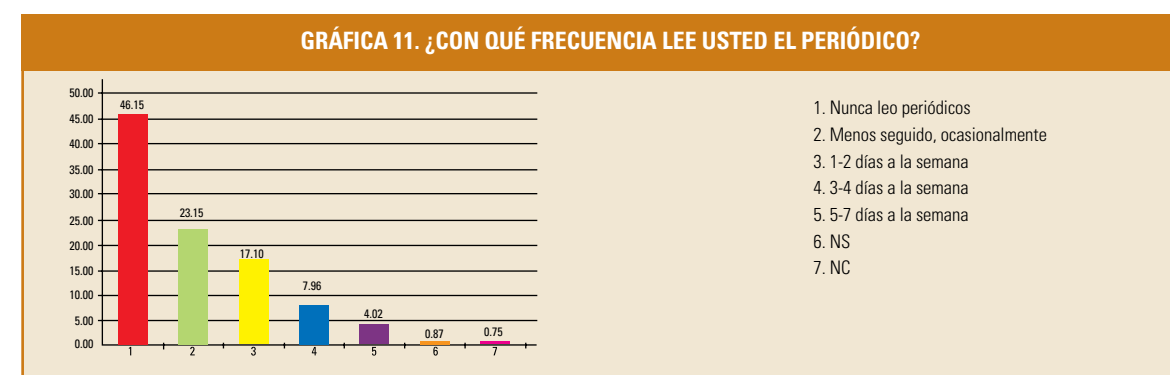 GRÁFICA 11. ¿CON QUÉ FRECUENCIA LEE USTED EL PERIÓDICO?
50.00
45.00
40.00
35.00
30.00
25.00
20.00
15.00
10.00
5.00
0.00
46.15
23.15
17.10
7.96
4.02
0.87
0.75
1 2 3 4 5 6 7
1. Nunca leo periódicos
2. Menos seguido, ocasionalmente
3. 1-2 días a la semana
4. 3-4 días a la semana
5. 5-7 días a la semana
6. NS
7. NC